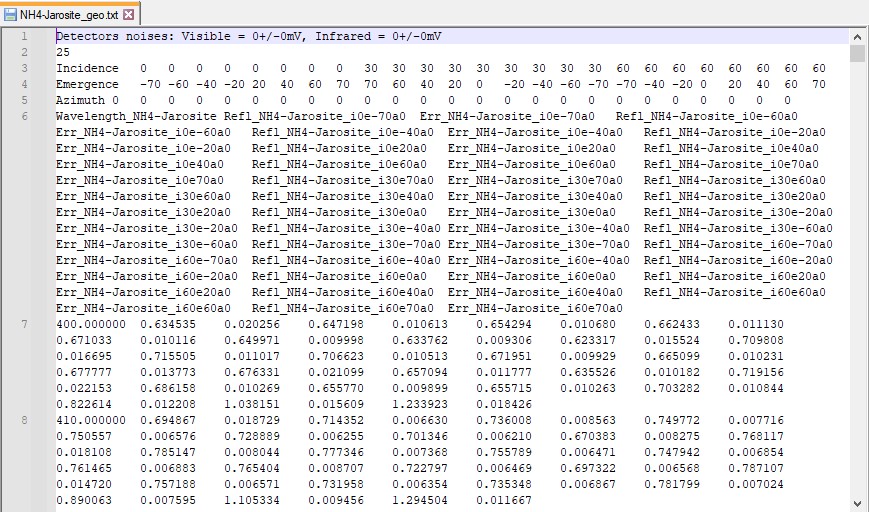 NH4-Jarosite_geo.txt
1 Detectors noises: Visible = 0+/-0mV, Infrared = 0+/-0mV
2 25
3 Incidence 0 0 0 0 0 0 0 0 30 30 30 30 30 30 30 30 30 60 60 60 60 60 60 60 60
4 Emergence -70 -60 -40 -20 20 40 60 70 70 60 40 20 0 -20 -40 -60 -70 -70 -40 -20 0 20 40 60 70
5 Azimuth 0 0 0 0 0 0 0 0 0 0 0 0 0 0 0 0 0 0 0 0 0 0 0 0 0
6 Wavelength_NH4-Jarosite Refl_NH4-Jarosite_i0e-70a0 Err_NH4-Jarosite_i0e-70a0 Refl_NH4-Jarosite_i0e-60a0
Err_NH4-Jarosite_i0e-60a0 Refl_NH4-Jarosite_i0e-40a0 Err_NH4-Jarosite_i0e-40a0 Refl_NH4-Jarosite_i0e-20a0
Err_NH4-Jarosite_i0e-20a0 Refl_NH4-Jarosite_i0e20a0 Err_NH4-Jarosite_i0e20a0 Refl_NH4-Jarosite_i0e40a0
Err_NH4-Jarosite_i0e40a0 Refl_NH4-Jarosite_i0e60a0 Err_NH4-Jarosite_i0e60a0 Refl_NH4-Jarosite_i0e70a0
Err_NH4-Jarosite_i0e70a0 Refl_NH4-Jarosite_i30e70a0 Err_NH4-Jarosite_i30e70a0 Refl_NH4-Jarosite_i30e60a0
Err_NH4-Jarosite_i30e60a0 Refl_NH4-Jarosite_i30e40a0 Err_NH4-Jarosite_i30e40a0 Refl_NH4-Jarosite_i30e20a0
Err_NH4-Jarosite_i30e20a0 Refl_NH4-Jarosite_i30e0a0 Err_NH4-Jarosite_i30e0a0 Refl_NH4-Jarosite_i30e-20a0
Err_NH4-Jarosite_i30e-20a0 Refl_NH4-Jarosite_i30e-40a0 Err_NH4-Jarosite_i30e-40a0 Refl_NH4-Jarosite_i30e-60a0
Err_NH4-Jarosite_i30e-60a0 Refl_NH4-Jarosite_i30e-70a0 Err_NH4-Jarosite_i30e-70a0 Refl_NH4-Jarosite_i60e-70a0
Err_NH4-Jarosite_i60e-70a0 Refl_NH4-Jarosite_i60e-40a0 Err_NH4-Jarosite_i60e-40a0 Refl_NH4-Jarosite_i60e-20a0
Err_NH4-Jarosite_i60e-20a0 Refl_NH4-Jarosite_i60e0a0 Err_NH4-Jarosite_i60e0a0 Refl_NH4-Jarosite_i60e20a0
Err_NH4-Jarosite_i60e20a0 Refl_NH4-Jarosite_i60e40a0 Err_NH4-Jarosite_i60e40a0 Refl_NH4-Jarosite_i60e60a0
Err_NH4-Jarosite_i60e60a0 Refl_NH4-Jarosite_i60e70a0 Err_NH4-Jarosite_i60e70a0
7 400.000000 0.634535 0.020256 0.647198 0.010613 0.654294 0.010680 0.662433 0.011130
0.671033 0.010116 0.649971 0.009998 0.633762 0.009306 0.623317 0.015524 0.709808
0.016695 0.715505 0.011017 0.706623 0.010513 0.671951 0.009929 0.665099 0.010231
0.677777 0.013773 0.676331 0.021099 0.657094 0.011777 0.635526 0.010182 0.719156
0.022153 0.686158 0.010269 0.655770 0.009899 0.655715 0.010263 0.703282 0.010844
0.822614 0.012208 1.038151 0.015609 1.233923 0.018426
8 410.000000 0.694867 0.018729 0.714352 0.006630 0.736008 0.008563 0.749772 0.007716
0.750557 0.006576 0.728889 0.006255 0.701346 0.006210 0.670383 0.008275 0.768117
0.018108 0.785147 0.008044 0.777346 0.007368 0.755789 0.006471 0.747942 0.006854
0.761465 0.006883 0.765404 0.008707 0.722797 0.006469 0.697322 0.006568 0.787107
0.014720 0.757188 0.006571 0.731958 0.006354 0.735348 0.006867 0.781799 0.007024
0.890063 0.007595 1.105334 0.009456 1.294504 0.011667